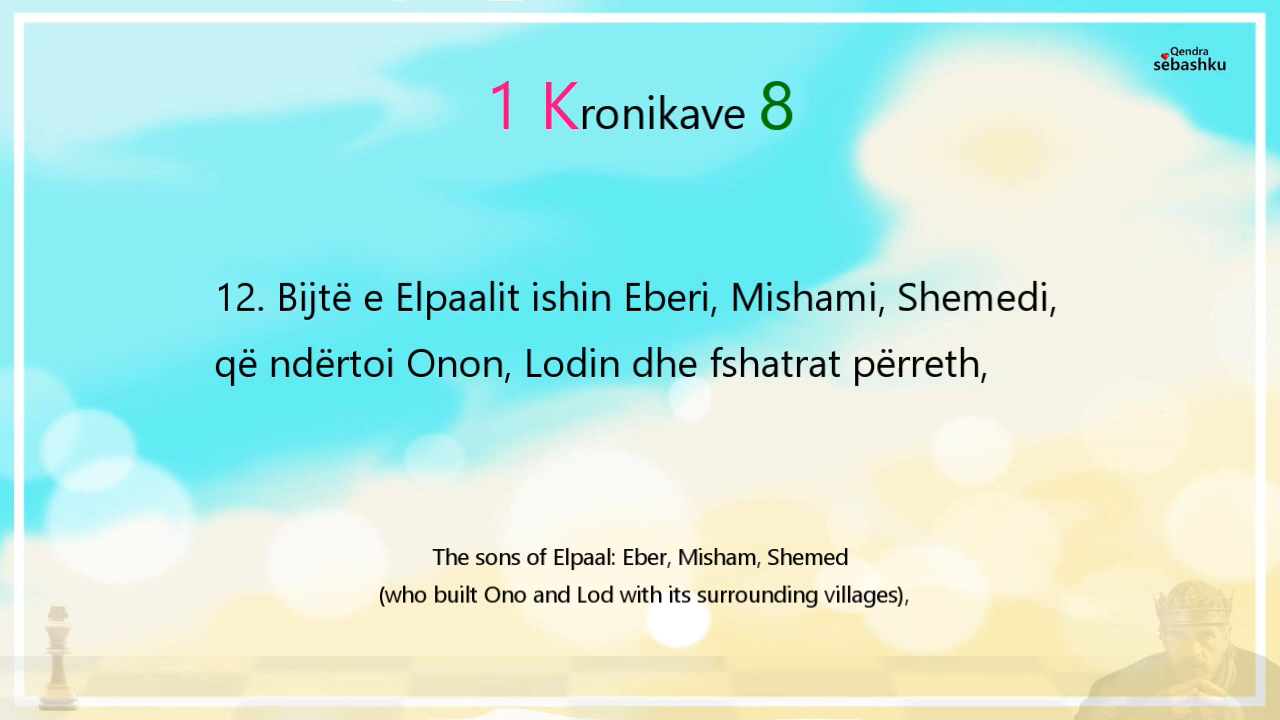 Qendra
sëbashku
1 Kronikave 8
12. Bijtë e Elpaalit ishin Eberi, Mishami, Shemedi,
që ndërtoi Onon, Lodin dhe fshatrat përreth,
The sons of Elpaal: Eber, Misham, Shemed
(who built Ono and Lod with its surrounding villages),